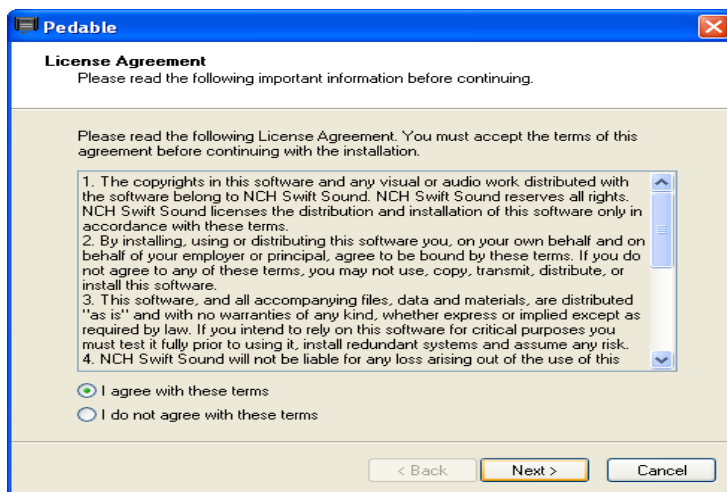 Pedable
License Agreement
Please read the following important information before continuing.
Please read the following License Agreement. You must accept the terms of this
agreement before continuing with the installation.
1. The copyrights in this software and any visual or audio work distributed with
the software belong to NCH Swift Sound. NCH Swift Sound reserves all rights.
NCH Swift Sound licenses the distribution and installation of this software only in
accordance with these terms.
2. By installing, using or distributing this software you, on your own behalf and on
behalf of your employer or principal, agree to be bound by these terms. If you do
not agree to any of these terms, you may not use, copy, transmit, distribute, or
install this software.
3. This software, and all accompanying files, data and materials, are distributed
"as is" and with no warranties of any kind, whether express or implied except as
required by law. If you intend to rely on this software for critical purposes you
must test it fully prior to using it, install redundant systems and assume any risk.
4. NCH Swift Sound will not be liable for any loss arising out of the use of this
I agree with these terms
I do not agree with these terms
< Back Next > Cancel